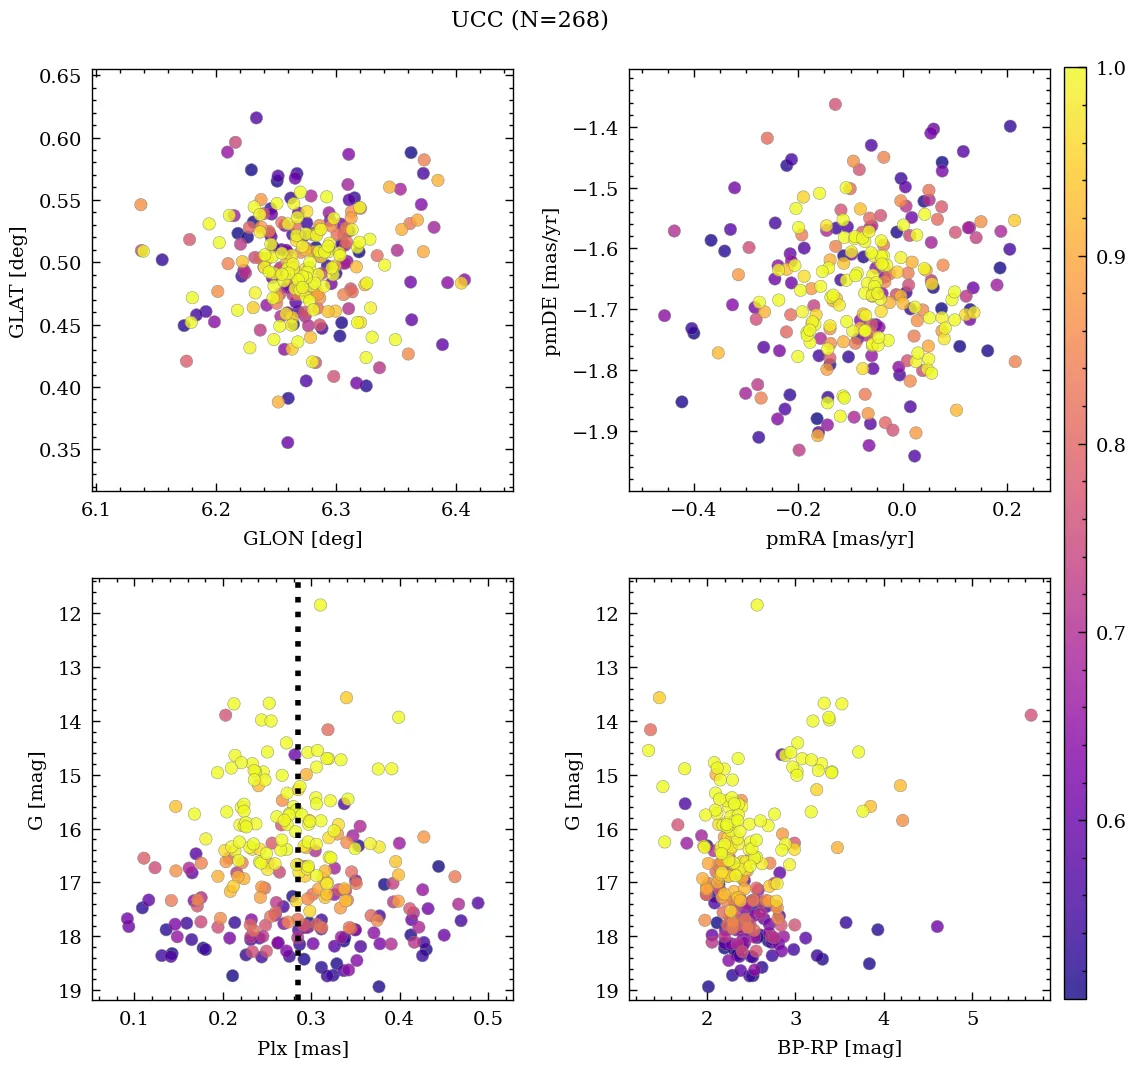 UCC (N=268)
0.65
0.60
0.55
0.50
0.45
0.40
0.35
GLAT [deg]
6.1 6.2 6.3 6.4
GLON [deg]
−1.4
−1.5
−1.6
−1.7
−1.8
−1.9
pmDE [mas/yr]
−0.4 −0.2 0.0 0.2
pmRA [mas/yr]
1.0
0.9
0.8
0.7
0.6
12
13
14
15
16
17
18
19
G [mag]
0.1 0.2 0.3 0.4 0.5
Plx [mas]
12
13
14
15
16
17
18
19
G [mag]
2 3 4 5
BP-RP [mag]